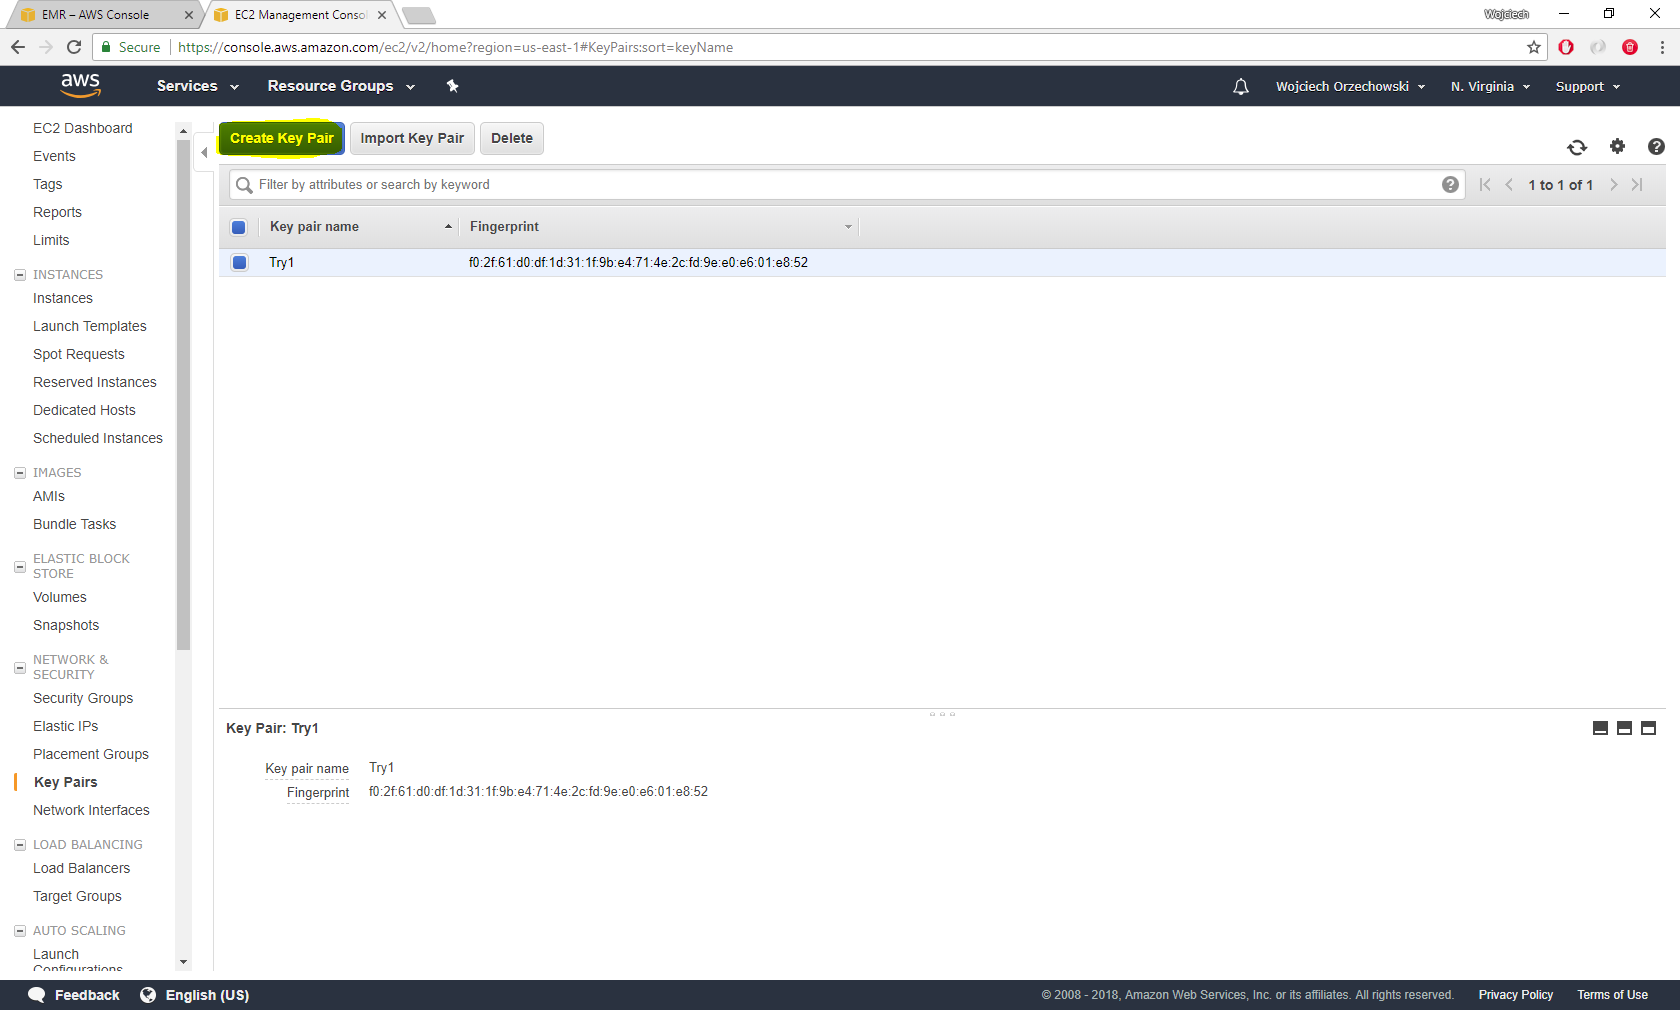 EMR – AWS Console
EC2 Management Conso
Wojciech
Secure
https://console.aws.amazon.com/ec2/v2/home?region=us-east-1#KeyPairs:sort=keyName
aws
Services
Resource Groups
Wojciech Orzechowski
N. Virginia
Support
EC2 Dashboard
Events
Tags
Reports
Limits
INSTANCES
Instances
Launch Templates
Spot Requests
Reserved Instances
Dedicated Hosts
Scheduled Instances
IMAGES
AMIs
Bundle Tasks
ELASTIC BLOCK
STORE
Volumes
Snapshots
NETWORK &
SECURITY
Security Groups
Elastic IPs
Placement Groups
Key Pairs
Network Interfaces
LOAD BALANCING
Load Balancers
Target Groups
AUTO SCALING
Launch
Configurations
Create Key Pair
Import Key Pair
Delete
Filter by attributes or search by keyword
1 to 1 of 1
Key pair name
Fingerprint
Try1
f0:2f:61:d0:df:1d:31:1f:9b:e4:71:4e:2c:fd:9e:e0:e6:01:e8:52
Key Pair: Try1
Key pair name
Try1
Fingerprint
f0:2f:61:d0:df:1d:31:1f:9b:e4:71:4e:2c:fd:9e:e0:e6:01:e8:52
Feedback
English (US)
© 2008 - 2018, Amazon Web Services, Inc. or its affiliates. All rights reserved.
Privacy Policy
Terms of Use